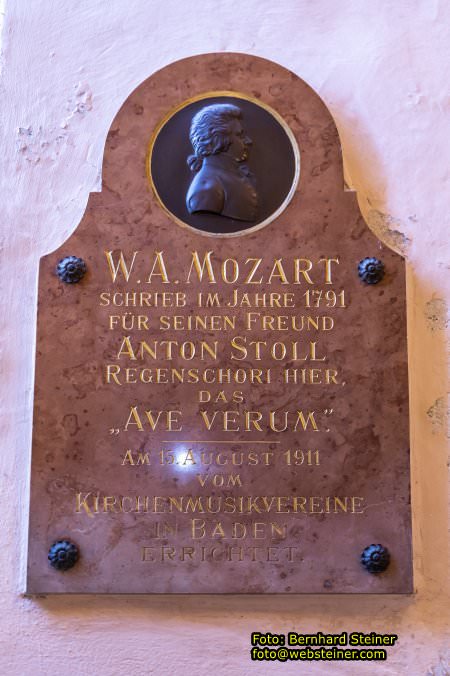 W. A. MOZART
SCHRIEB IM JAHRE 1791
FÜR SEINEN FREUND
ANTON STOLL
REGENSCHORI HIER,
DAS
„AVE VERUM”.
AM 15. AUGUST 1911
VOM
KIRCHENMUSIKVEREINE
IN BADEN
ERRICHTET.
Foto: Bernhard Steiner
foto@websteiner.com